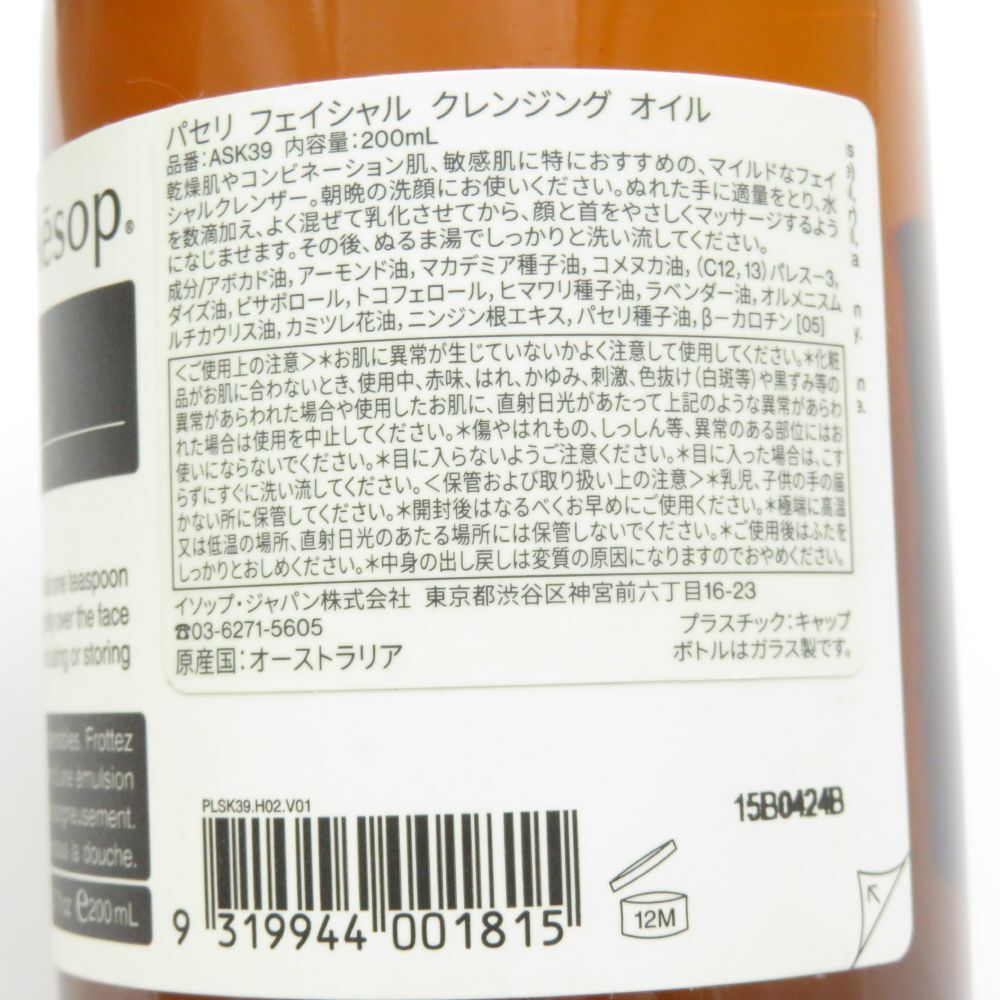 パセリ フェイシャル クレンジング オイル
品番:ASK39 内容量:200mL
乾燥肌やコンビネーション肌、敏感肌に特におすすめの、マイルドなフェイ
シャルクレンザー。朝晩の洗顔にお使いください。ぬれた手に適量をとり、水
を数滴加え、よく混ぜて乳化させてから、顔と首をやさしくマッサージするよう
になじませます。その後、ぬるま湯でしっかりと洗い流してください。
成分/アボカド油, アーモンド油, マカデミア種子油, コメヌカ油, (C12, 13) パレス-3,
ダイズ油, ビサボロール, トコフェロール, ヒマワリ種子油, ラベンダー油, オルメニスム
ルチカウリス油, カミツレ花油, ニンジン根エキス, パセリ種子油, β-カロチン [05]
<ご使用上の注意>*お肌に異常が生じていないかよく注意して使用してください。*化粧
品がお肌に合わないとき、使用中、赤味、はれ、かゆみ、刺激、色抜け(白斑等)や黒ずみ等の
異常があらわれた場合や使用したお肌に、直射日光があたって上記のような異常があらわ
れた場合は使用を中止してください。*傷やはれもの、しっしん等、異常のある部位にはお
使いにならないでください。*目に入らないようご注意ください。*目に入った場合は、こす
らずにすぐに洗い流してください。<保管および取り扱い上の注意>*乳児、子供の手の届
かない所に保管してください。*開封後はなるべくお早めにご使用ください。*極端に高温
又は低温の場所、直射日光のあたる場所には保管しないでください。*ご使用後はふたを
しっかりとおしめください。*中身の出し戻しは変質の原因になりますのでおやめください。
イソップ・ジャパン株式会社 東京都渋谷区神宮前六丁目16-23
☎03-6271-5605
原産国:オーストラリア
プラスチック:キャップ
ボトルはガラス製です。
ēsop®
one teaspoon
over the face
or storing
Frottez
émulsion
la douche.
℮200 mL
PLSK39.H02.V01
15B0424B
9 319944 001815
12M